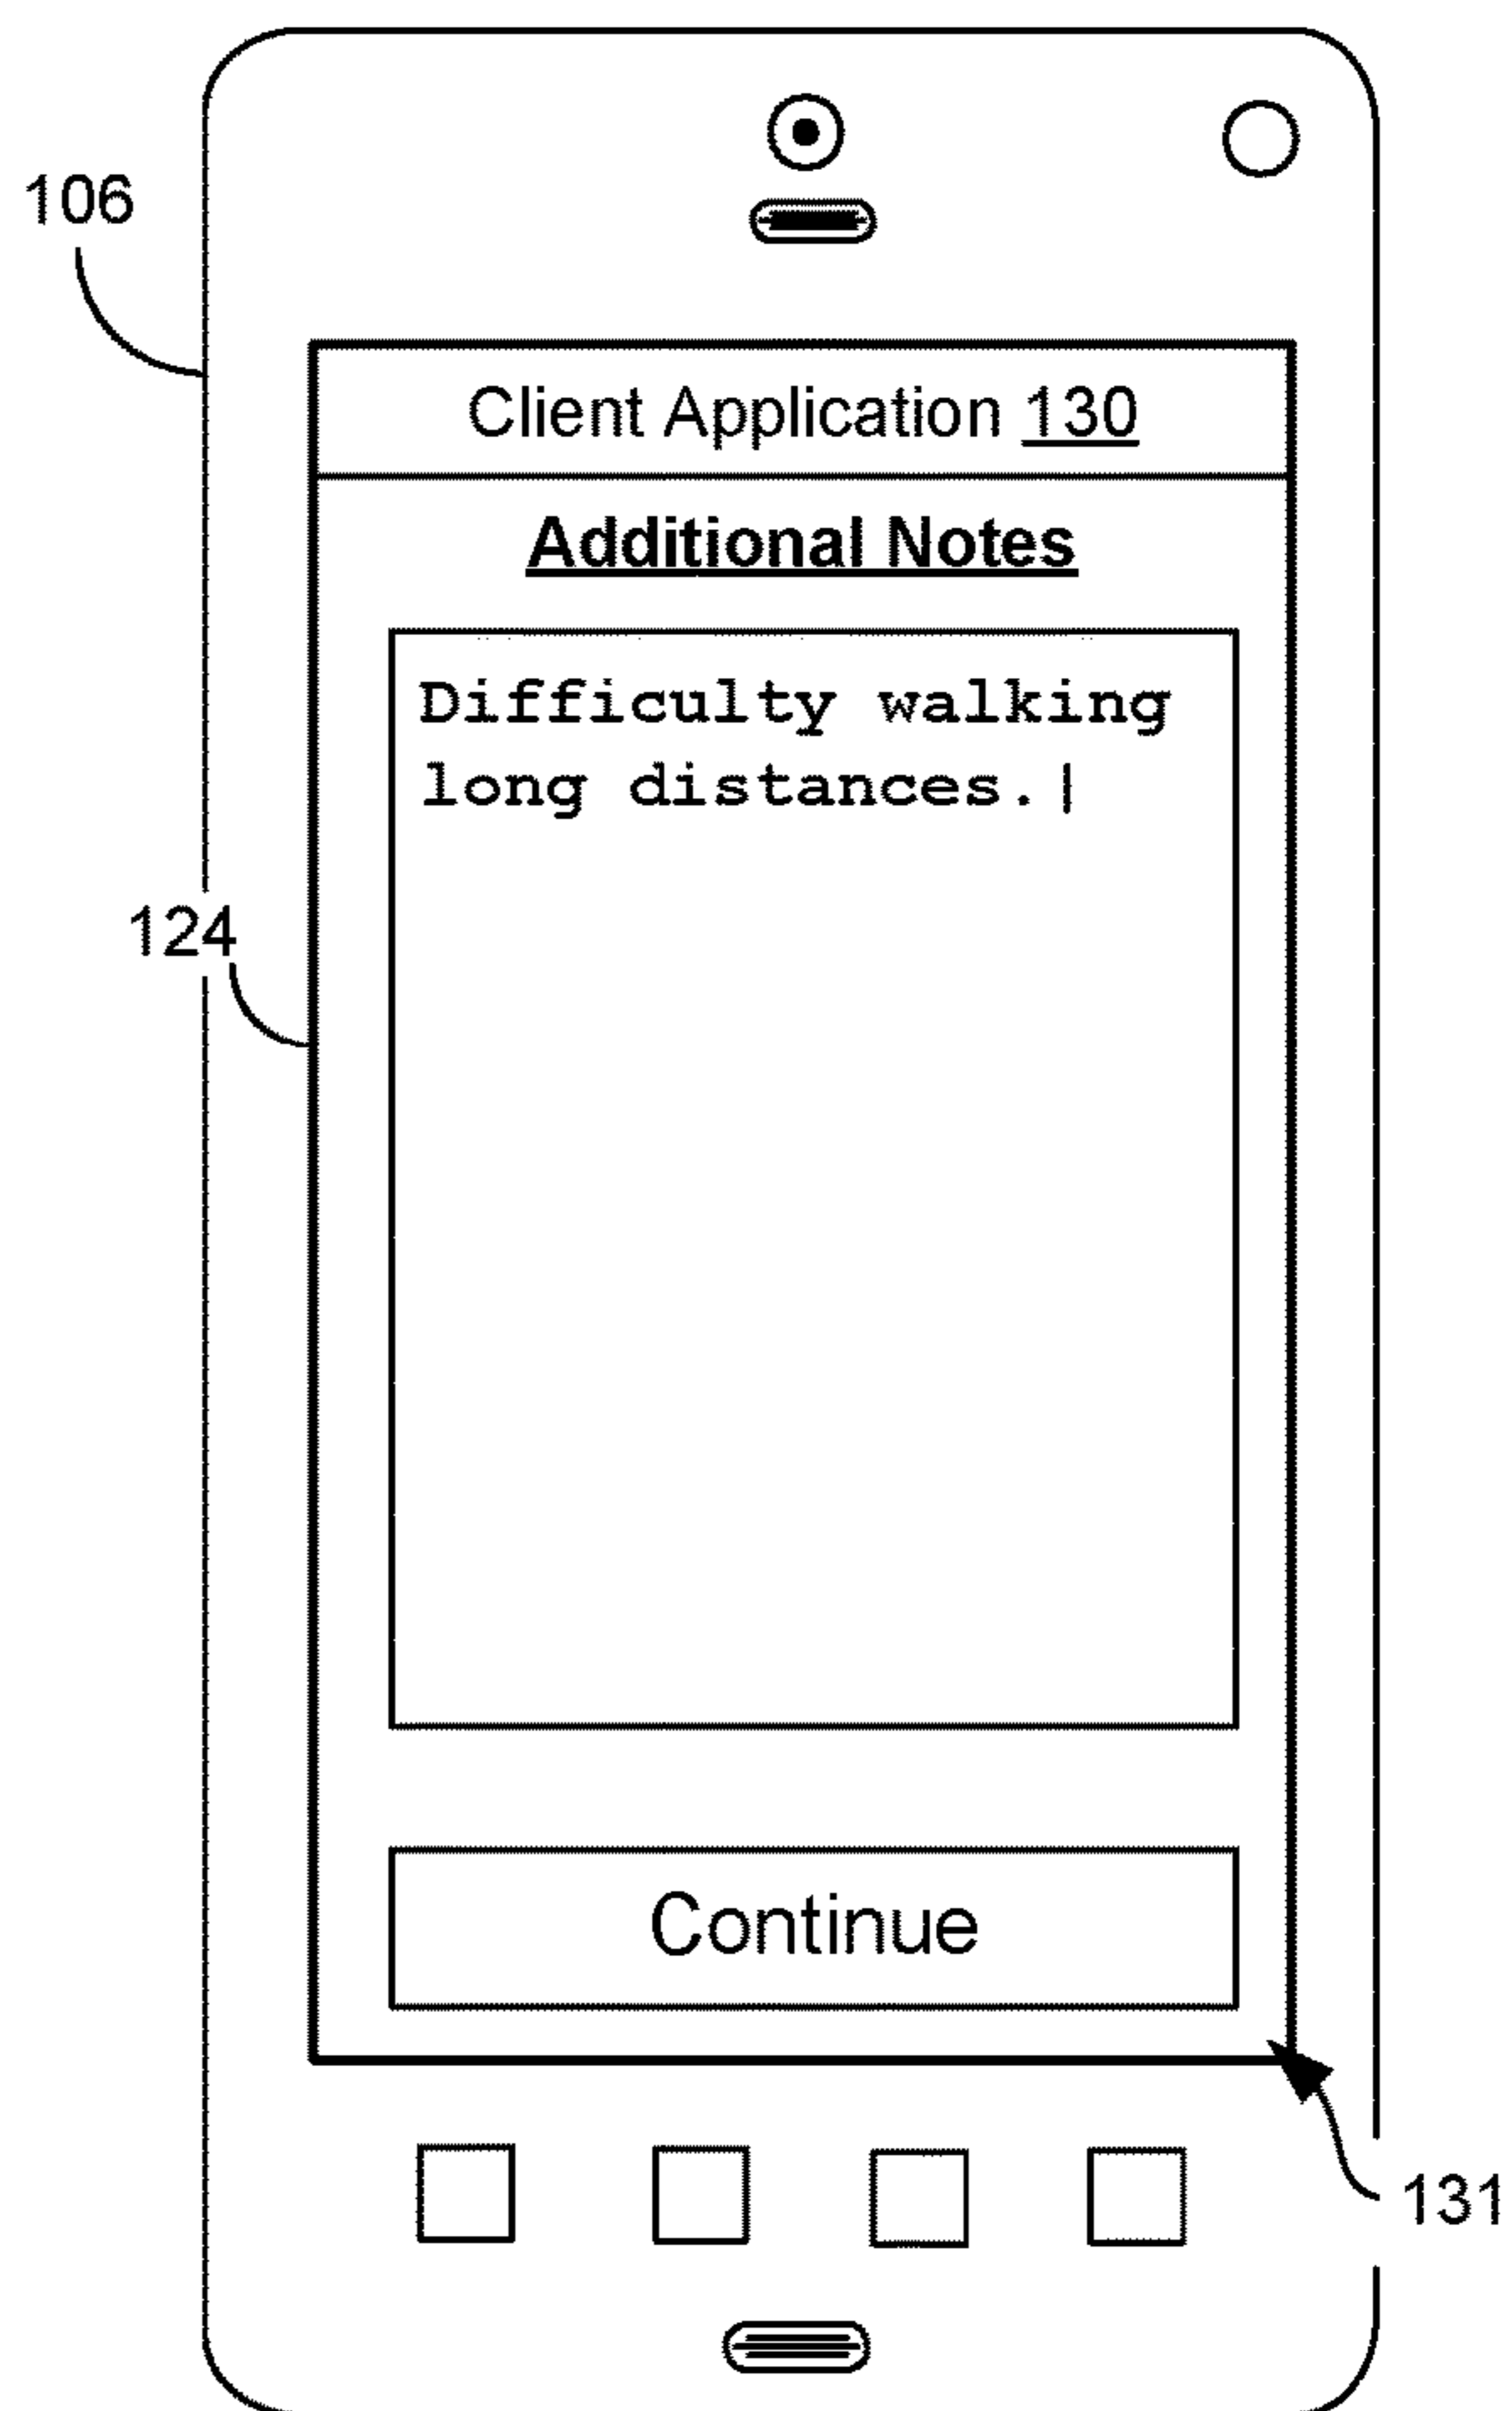 106
Client Application 130
Additional Notes
Difficulty walking
long distances.|
124
Continue
131